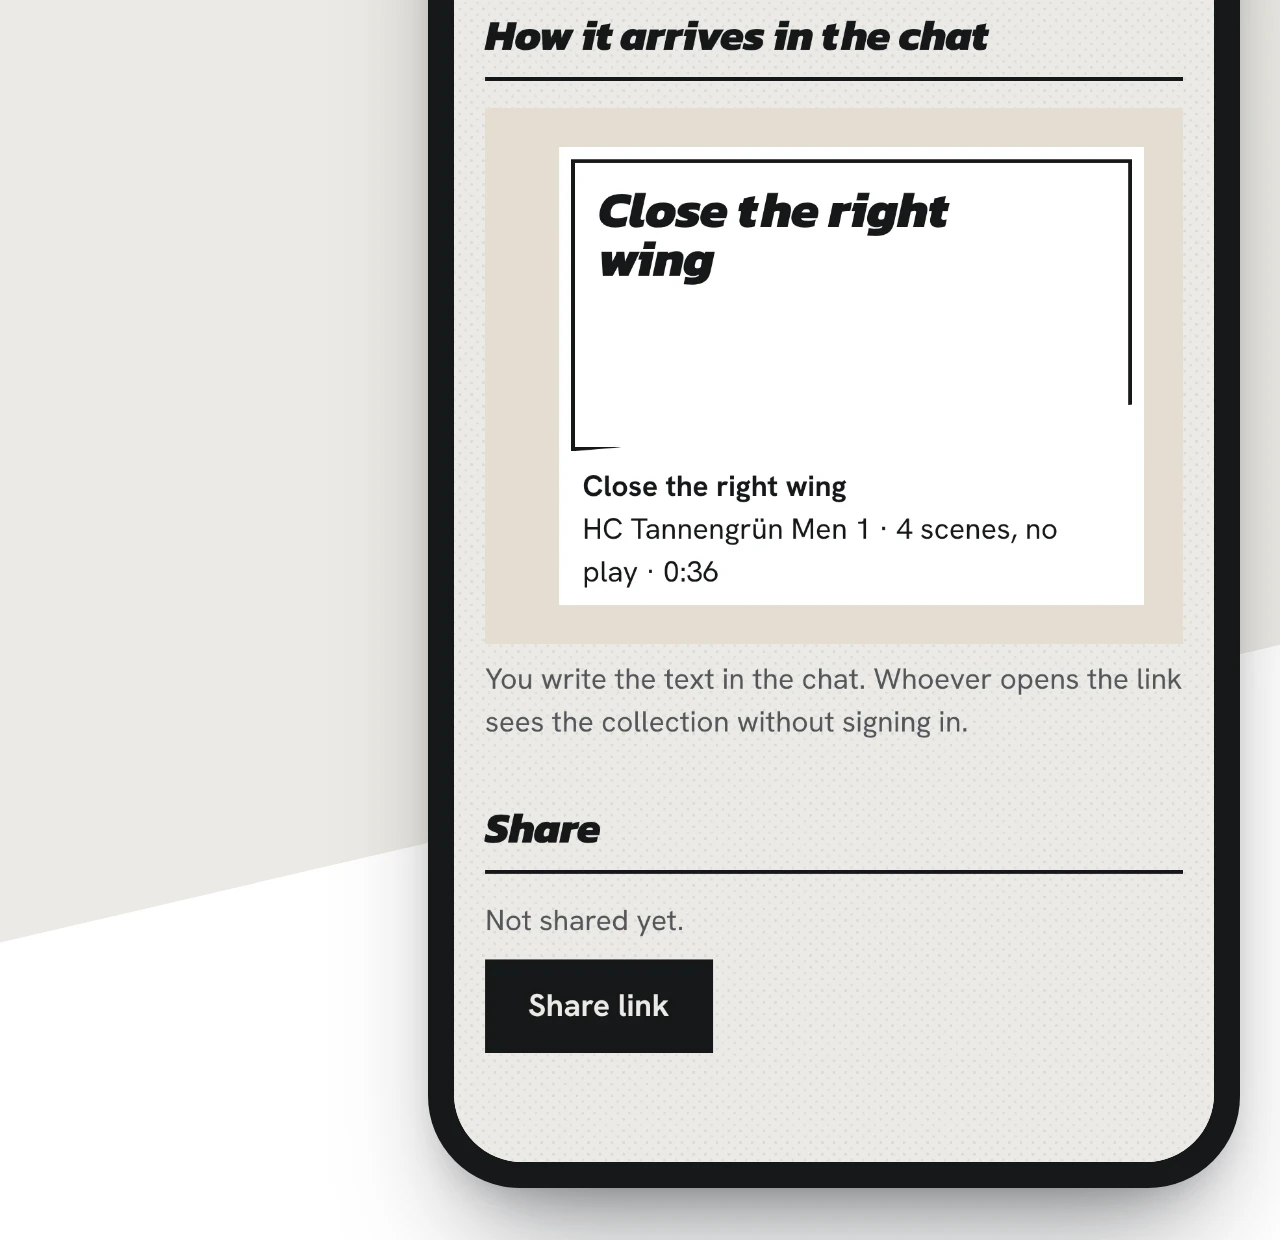 How it arrives in the chat
Close the right
wing
Close the right wing
HC Tannengrün Men 1 · 4 scenes, no
play · 0:36
You write the text in the chat. Whoever opens the link
sees the collection without signing in.
Share
Not shared yet.
Share link